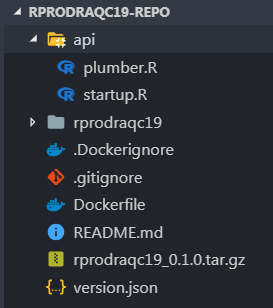 RPRODRAQC19-REPO
api
plumber.R
startup.R
rprodraqc19
.Dockerignore
.gitignore
Dockerfile
README.md
rprodraqc19_0.1.0.tar.gz
version.json